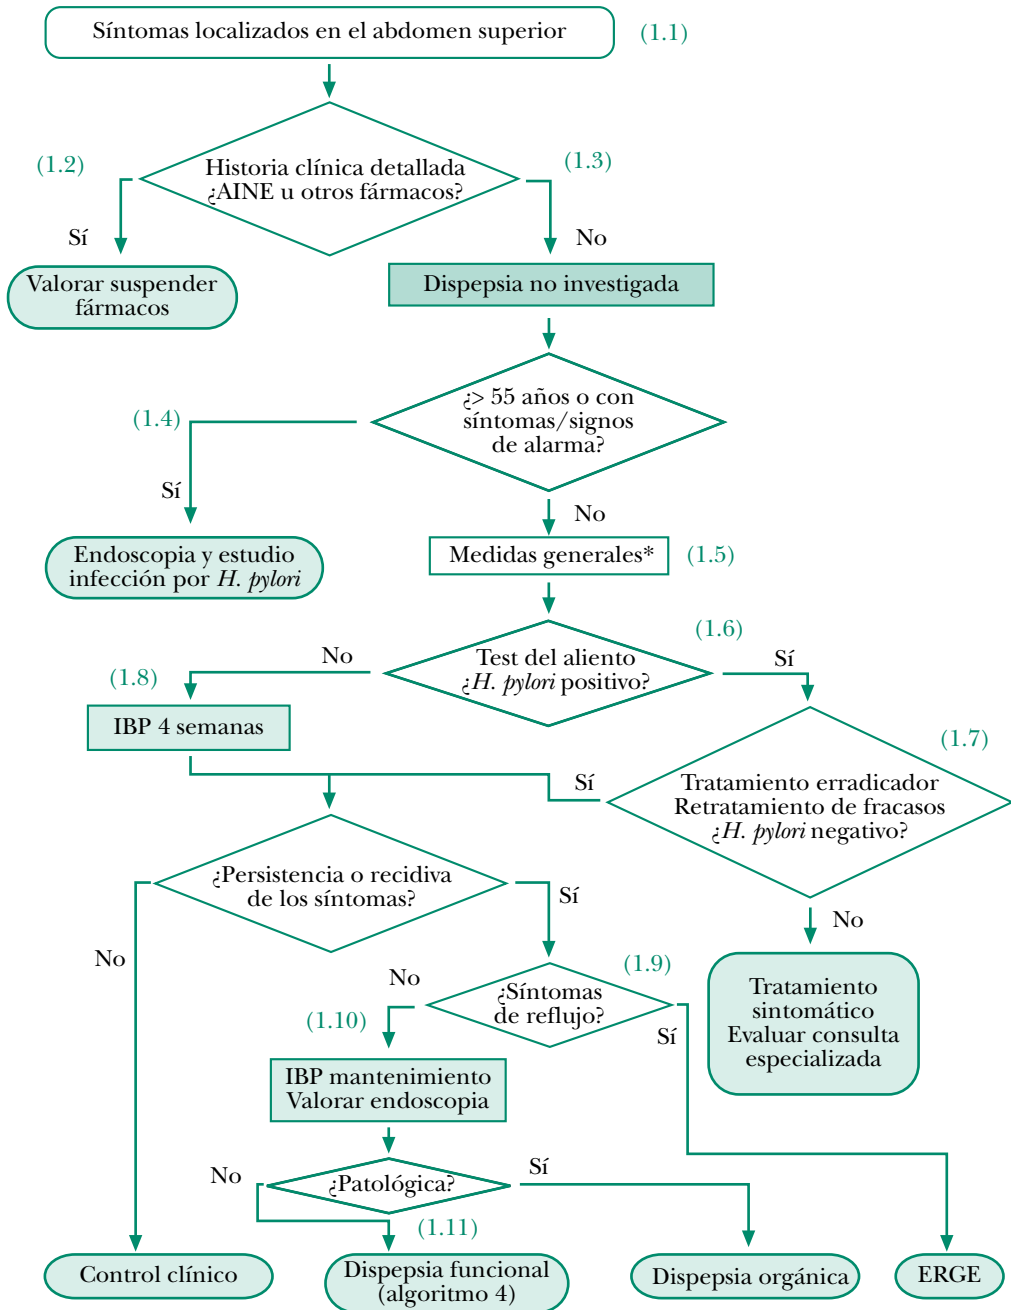 Síntomas localizados en el abdomen superior
(1.1)
(1.2)
Historia clínica detallada
¿AINE u otros fármacos?
(1.3)
Sí
No
Valorar suspender
fármacos
Dispepsia no investigada
¿> 55 años o con
síntomas/signos
de alarma?
(1.4)
Sí
No
Endoscopia y estudio
infección por H. pylori
Medidas generales*
(1.5)
(1.6)
No
Test del aliento
¿H. pylori positivo?
Sí
(1.8)
IBP 4 semanas
(1.7)
Sí
Tratamiento erradicador
Retratamiento de fracasos
¿H. pylori negativo?
¿Persistencia o recidiva
de los síntomas?
Sí
No
No
(1.9)
No
¿Síntomas
de reflujo?
Sí
Tratamiento
sintomático
Evaluar consulta
especializada
(1.10)
IBP mantenimiento
Valorar endoscopia
No
¿Patológica?
Sí
(1.11)
Control clínico
Dispepsia funcional
(algoritmo 4)
Dispepsia orgánica
ERGE